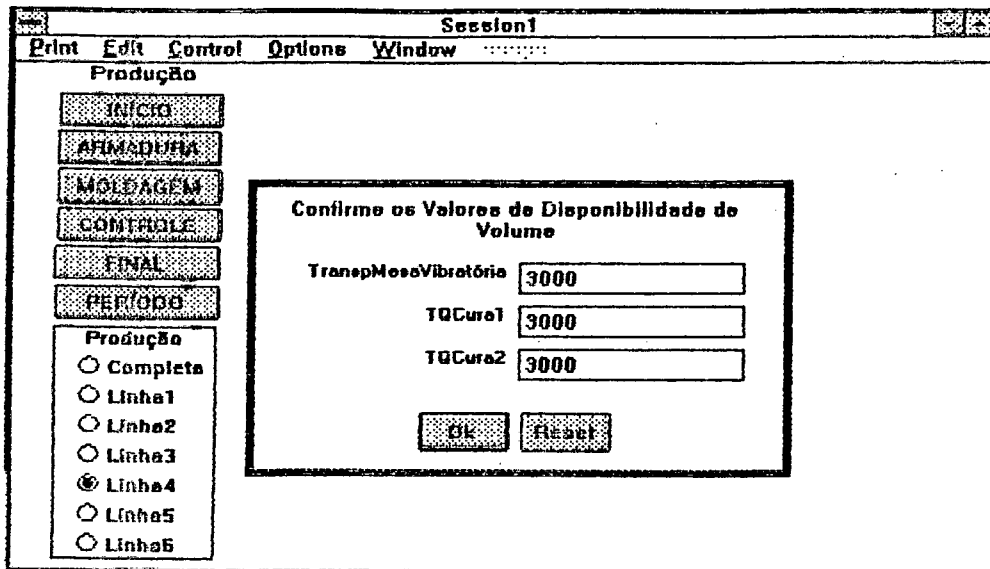 Session1
Print Edit Control Options Window
Produção
INÍCIO
ARMADURA
MOLDAGEM
CONTROLE
FINAL
PERÍODO
Produção
Completa
Linha1
Linha2
Linha3
Linha4
Linha5
Linha6
Confirme os Valores de Disponibilidade de
Volume
TranspMesaVibratória 3000
TQCura1 3000
TQCura2 3000
Ok Reset